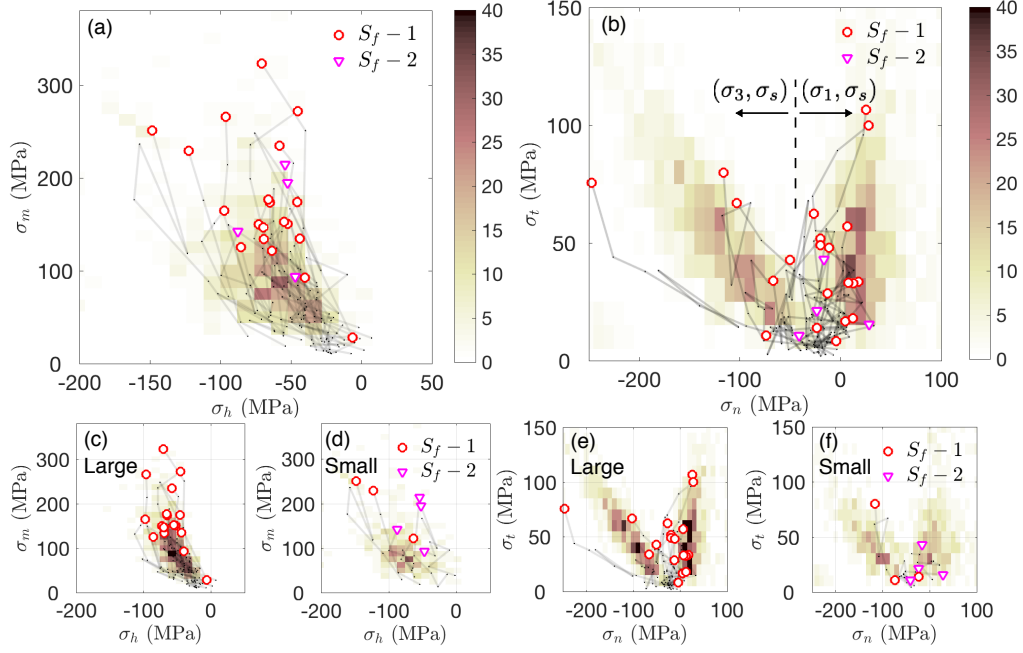 (a)
S_f − 1
S_f − 2
300
200
100
0
σ_m (MPa)
-200 -150 -100 -50 0 50
σ_h (MPa)
40
35
30
25
20
15
10
5
0
(b)
S_f − 1
S_f − 2
(σ_3, σ_s) (σ_1, σ_s)
150
100
50
0
σ_t (MPa)
-200 -100 0 100
σ_n (MPa)
40
35
30
25
20
15
10
5
0
(c)
Large
300
200
100
0
σ_m (MPa)
-200 -100 0
σ_h (MPa)
(d)
Small
S_f − 1
S_f − 2
300
200
100
0
σ_m (MPa)
-200 -100 0
σ_h (MPa)
(e)
Large
150
100
50
0
σ_t (MPa)
-200 -100 0 100
σ_n (MPa)
(f)
Small
S_f − 1
S_f − 2
150
100
50
0
σ_t (MPa)
-200 -100 0 100
σ_n (MPa)